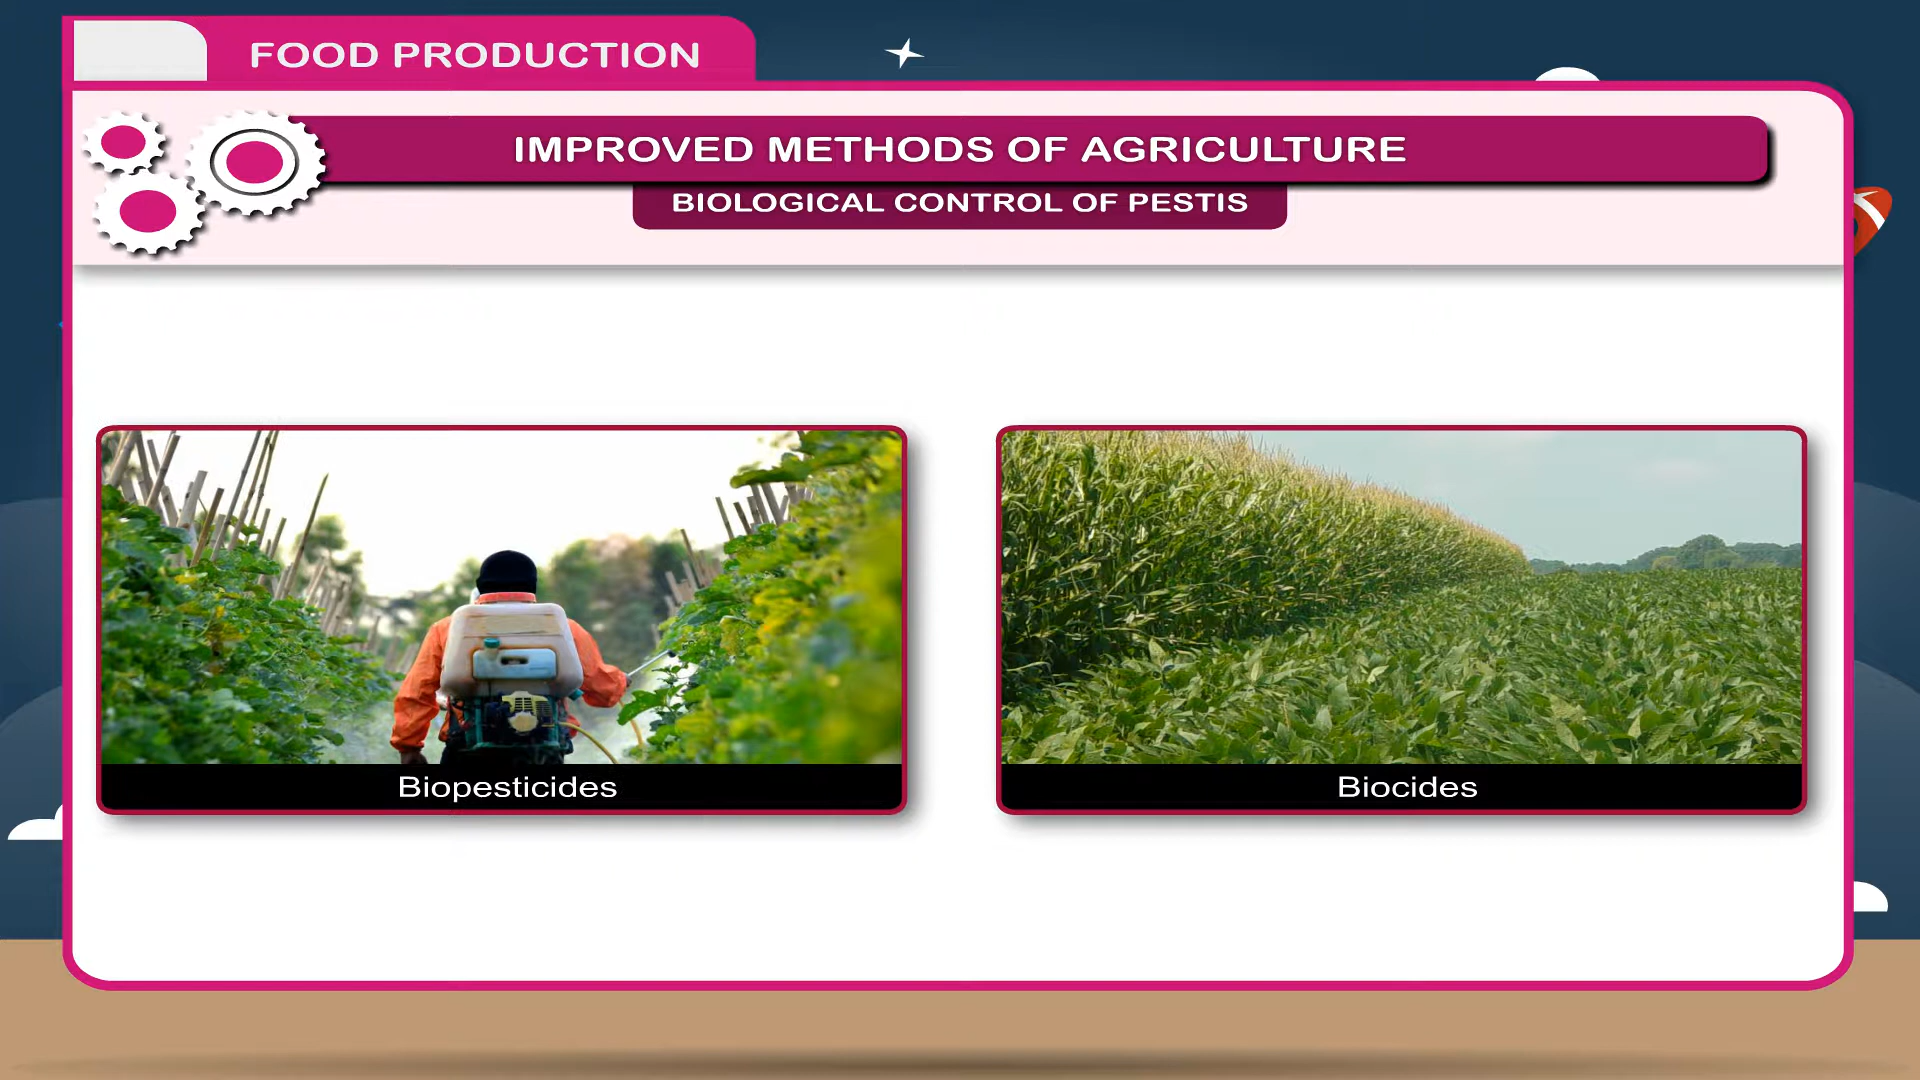 FOOD PRODUCTION
IMPROVED METHODS OF AGRICULTURE
BIOLOGICAL CONTROL OF PESTIS
Biopesticides
Biocides